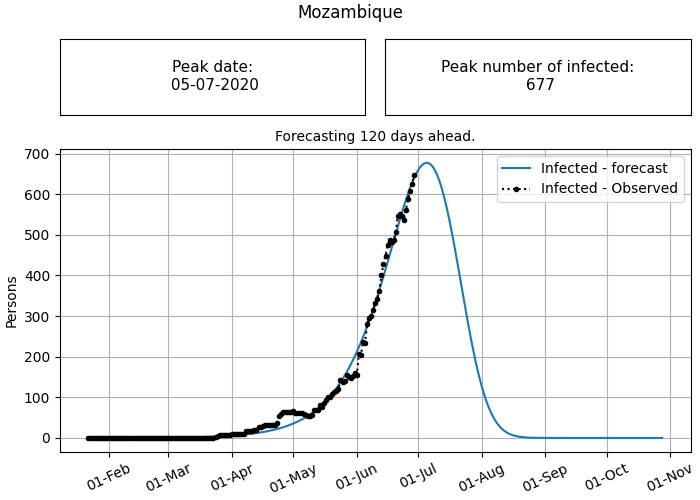 Mozambique
Peak date:
05-07-2020
Peak number of infected:
677
Forecasting 120 days ahead.
Infected - forecast
Infected - Observed
Persons
700
600
500
400
300
200
100
0
01-Feb
01-Mar
01-Apr
01-May
01-Jun
01-Jul
01-Aug
01-Sep
01-Oct
01-Nov